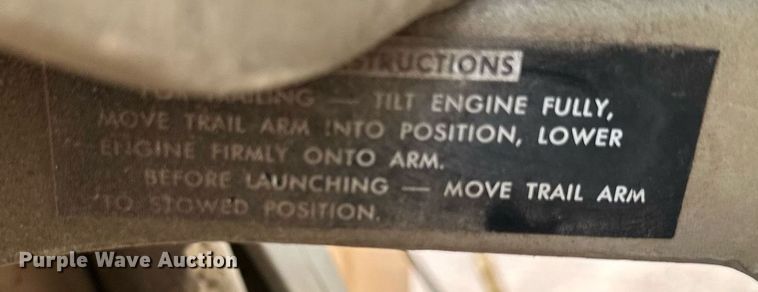 STRUCTIONS
— TILT ENGINE FULLY,
MOVE TRAIL ARM INTO POSITION, LOWER
ENGINE FIRMLY ONTO ARM.
BEFORE LAUNCHING — MOVE TRAIL ARM
TO STOWED POSITION.
Purple Wave Auction